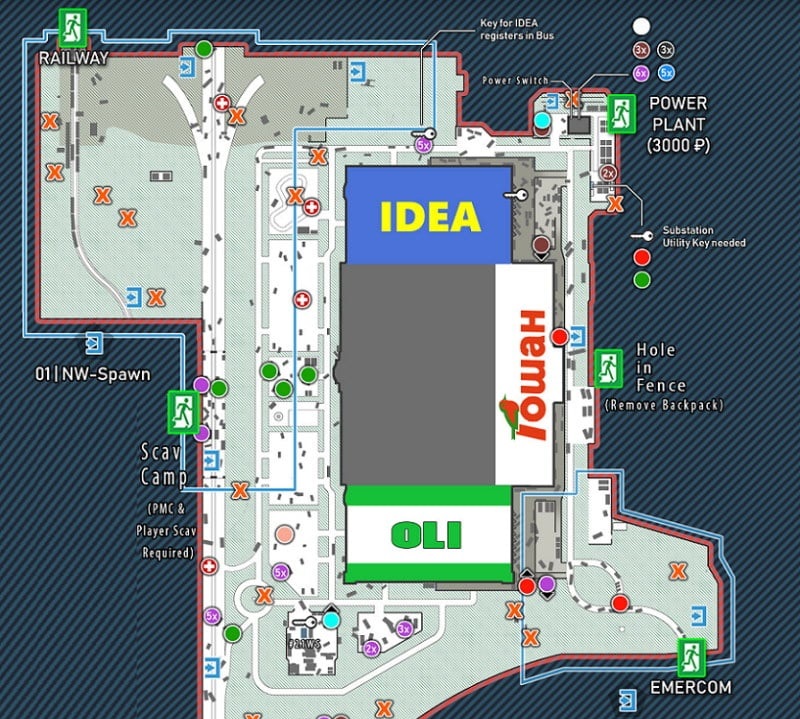 Key for IDEA
registers in Bus
RAILWAY
3x
3x
Power Switch
6x
5x
POWER
PLANT
(3000 ₽)
5x
2x
IDEA
Substation
Utility Key needed
01|NW-Spawn
Гошан
Hole
in
Fence
(Remove Backpack)
Scav
Camp
(PMC &
Player Scav
Required)
OLI
5x
5x
3x
2x
EMERCOM